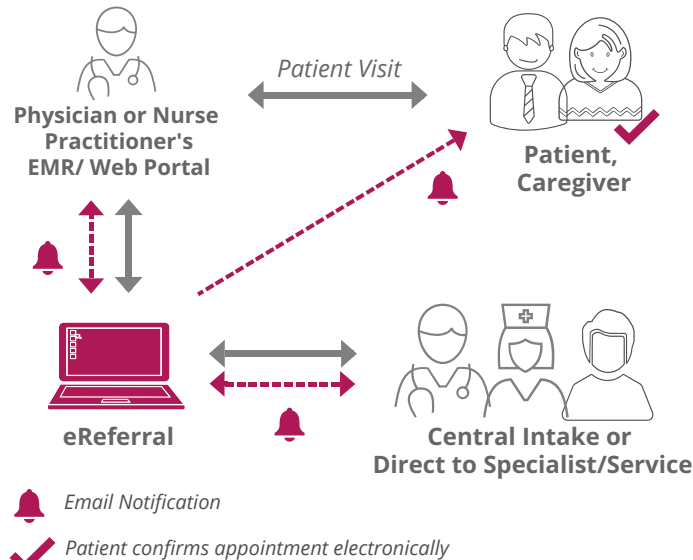 Patient Visit
Physician or Nurse
Practitioner's
EMR/ Web Portal
Patient,
Caregiver
eReferral
Central Intake or
Direct to Specialist/Service
Email Notification
Patient confirms appointment electronically